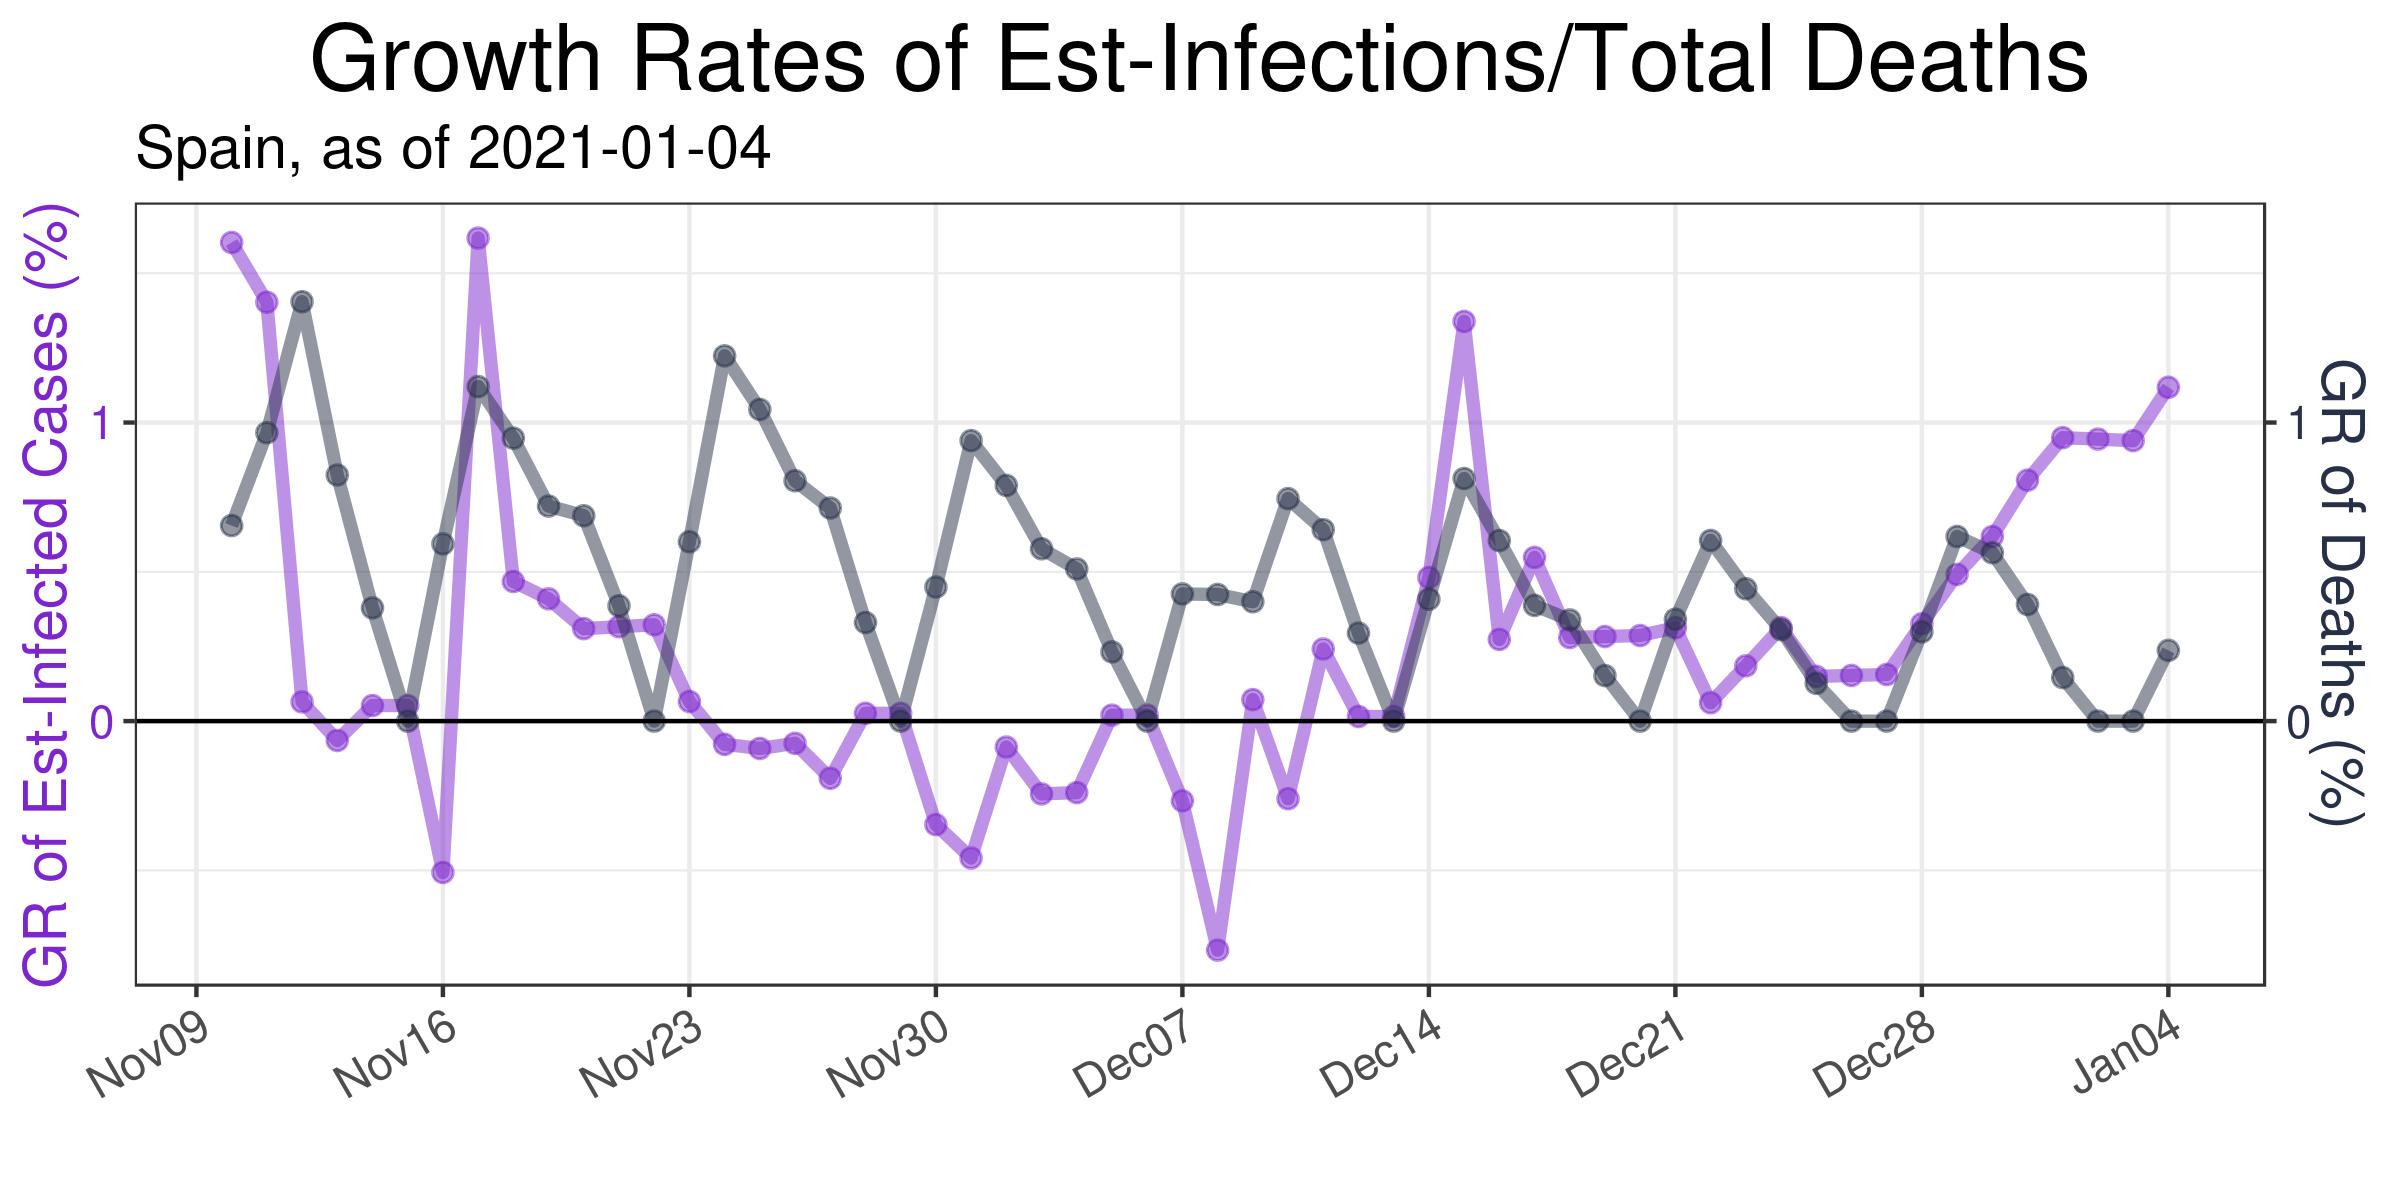 Growth Rates of Est-Infections/Total Deaths
Spain, as of 2021-01-04
GR of Est-Infected Cases (%)
1
0
1
0
GR of Deaths (%)
Nov09
Nov16
Nov23
Nov30
Dec07
Dec14
Dec21
Dec28
Jan04